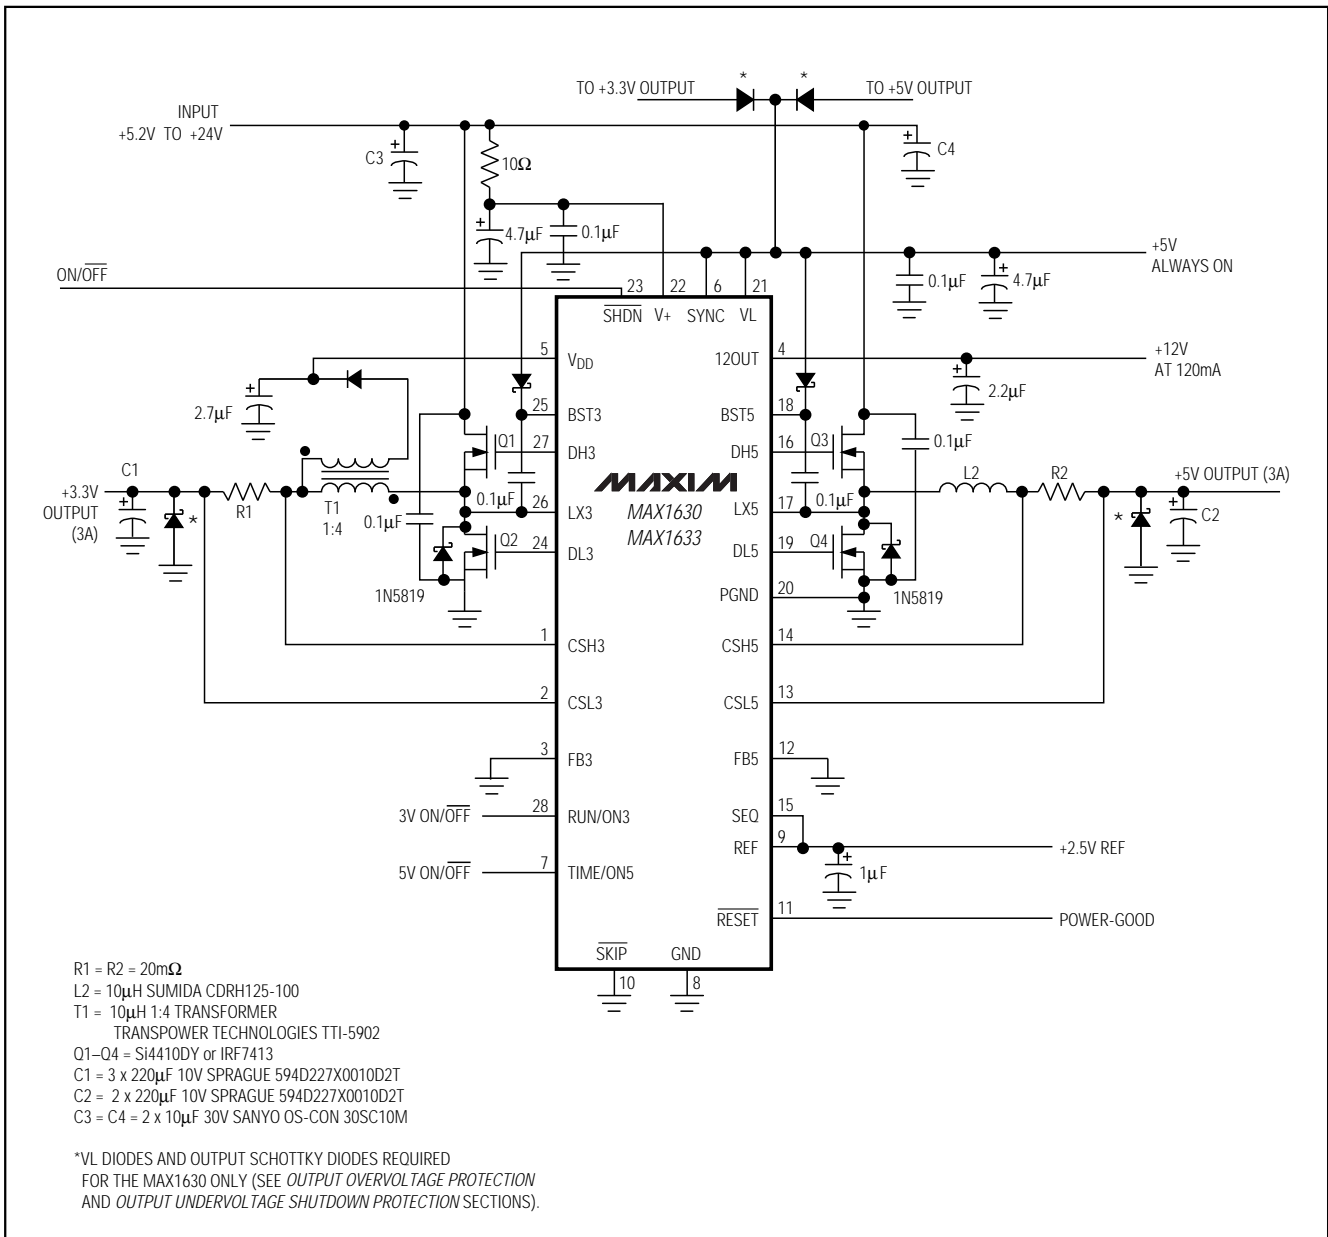 * *
TO +3.3V OUTPUT TO +5V OUTPUT
INPUT
+5.2V TO +24V
C3
10Ω
C4
4.7μF
0.1μF
ON/OFF
+5V
ALWAYS ON
0.1μF
4.7μF
23 22 6 21
SHDN V+ SYNC VL
5 VDD
12OUT 4
+12V
AT 120mA
2.7μF
2.2μF
25 BST3
BST5 18
Q1
27 DH3
DH5 16
Q3
0.1μF
C1
+3.3V
OUTPUT
(3A)
*
R1
T1
1:4
0.1μF
0.1μF
26 LX3
MAXIM
MAX1630
MAX1633
LX5 17
0.1μF
L2
R2
+5V OUTPUT (3A)
*
C2
Q2
24 DL3
DL5 19
Q4
1N5819
PGND 20
1N5819
1 CSH3
CSH5 14
2 CSL3
CSL5 13
3 FB3
FB5 12
3V ON/OFF
28 RUN/ON3
SEQ 15
REF 9
+2.5V REF
1μF
5V ON/OFF
7 TIME/ON5
RESET 11
POWER-GOOD
SKIP GND
10 8
R1 = R2 = 20mΩ
L2 = 10μH SUMIDA CDRH125-100
T1 = 10μH 1:4 TRANSFORMER
TRANSPOWER TECHNOLOGIES TTI-5902
Q1–Q4 = Si4410DY or IRF7413
C1 = 3 x 220μF 10V SPRAGUE 594D227X0010D2T
C2 = 2 x 220μF 10V SPRAGUE 594D227X0010D2T
C3 = C4 = 2 x 10μF 30V SANYO OS-CON 30SC10M
*VL DIODES AND OUTPUT SCHOTTKY DIODES REQUIRED
FOR THE MAX1630 ONLY (SEE OUTPUT OVERVOLTAGE PROTECTION
AND OUTPUT UNDERVOLTAGE SHUTDOWN PROTECTION SECTIONS).